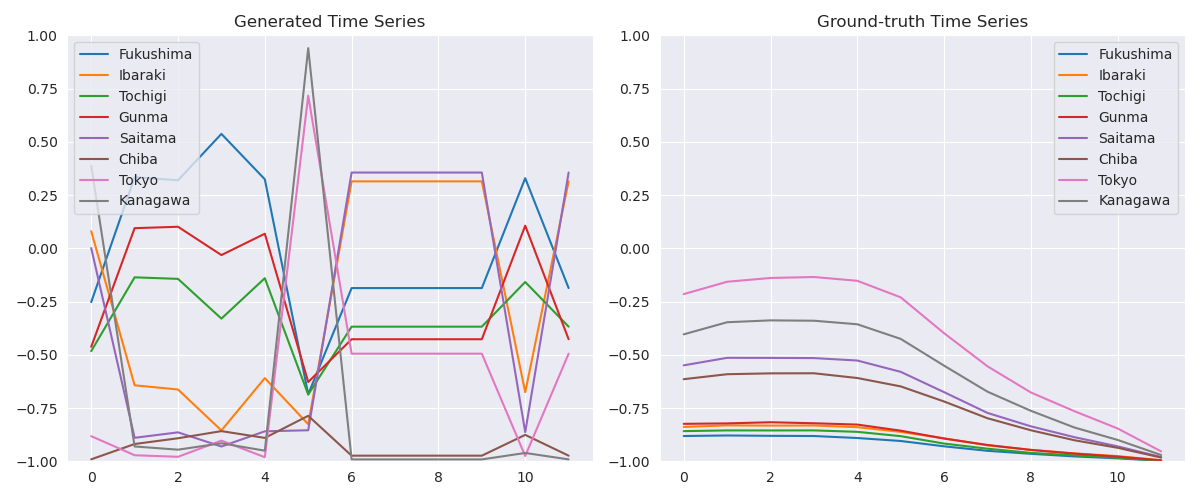 Generated Time Series
1.00
0.75
0.50
0.25
0.00
−0.25
−0.50
−0.75
−1.00
0 2 4 6 8 10
Fukushima
Ibaraki
Tochigi
Gunma
Saitama
Chiba
Tokyo
Kanagawa
Ground-truth Time Series
1.00
0.75
0.50
0.25
0.00
−0.25
−0.50
−0.75
−1.00
0 2 4 6 8 10
Fukushima
Ibaraki
Tochigi
Gunma
Saitama
Chiba
Tokyo
Kanagawa